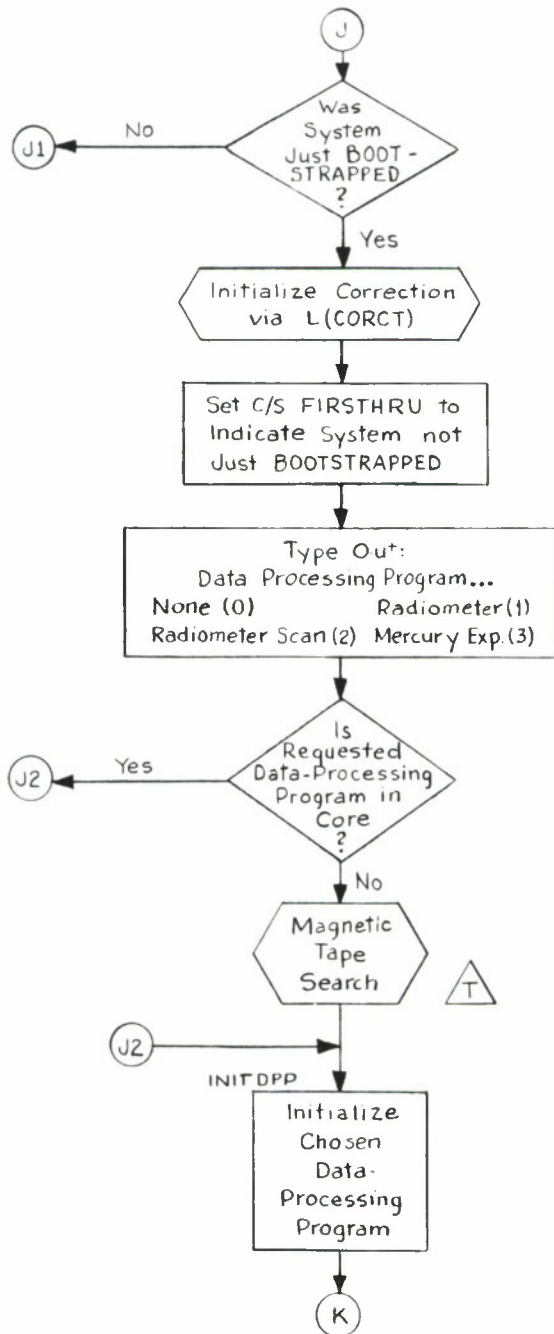 J
Was
System
Just BOOT-
STRAPPED
?
No
J1
Yes
Initialize Correction
via L(CORCT)
Set C/S FIRSTHRU to
Indicate System not
Just BOOTSTRAPPED
Type Out:
Data Processing Program...
None (0) Radiometer(1)
Radiometer Scan(2) Mercury Exp.(3)
Is
Requested
Data-Processing
Program in
Core
?
Yes
J2
No
Magnetic
Tape
Search
T
J2
INITDPP
Initialize
Chosen
Data-
Processing
Program
K